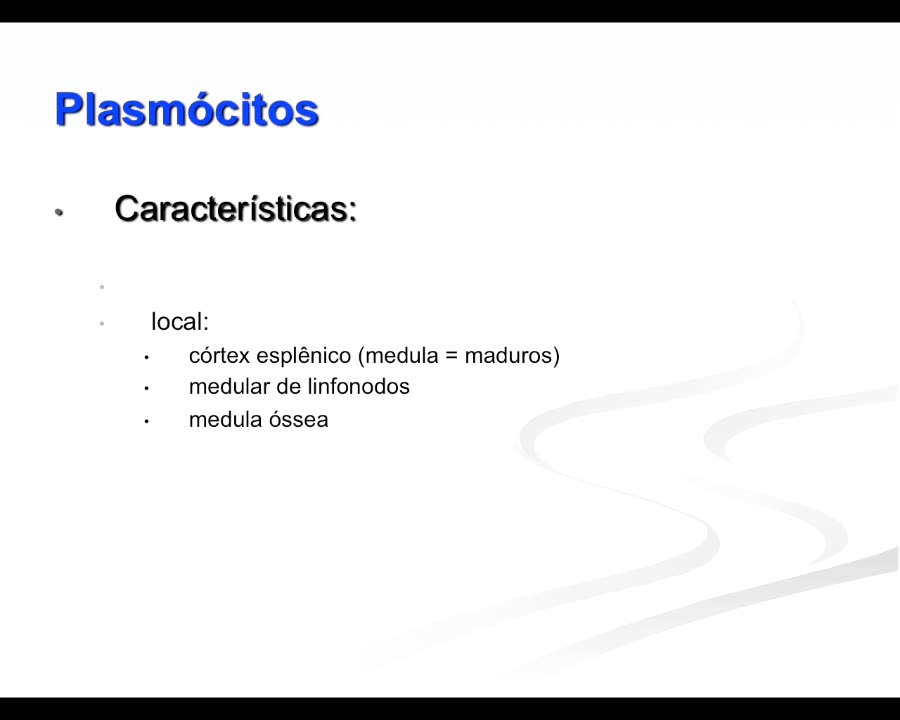 Plasmócitos
Características:
local:
córtex esplênico (medula = maduros)
medular de linfonodos
medula óssea